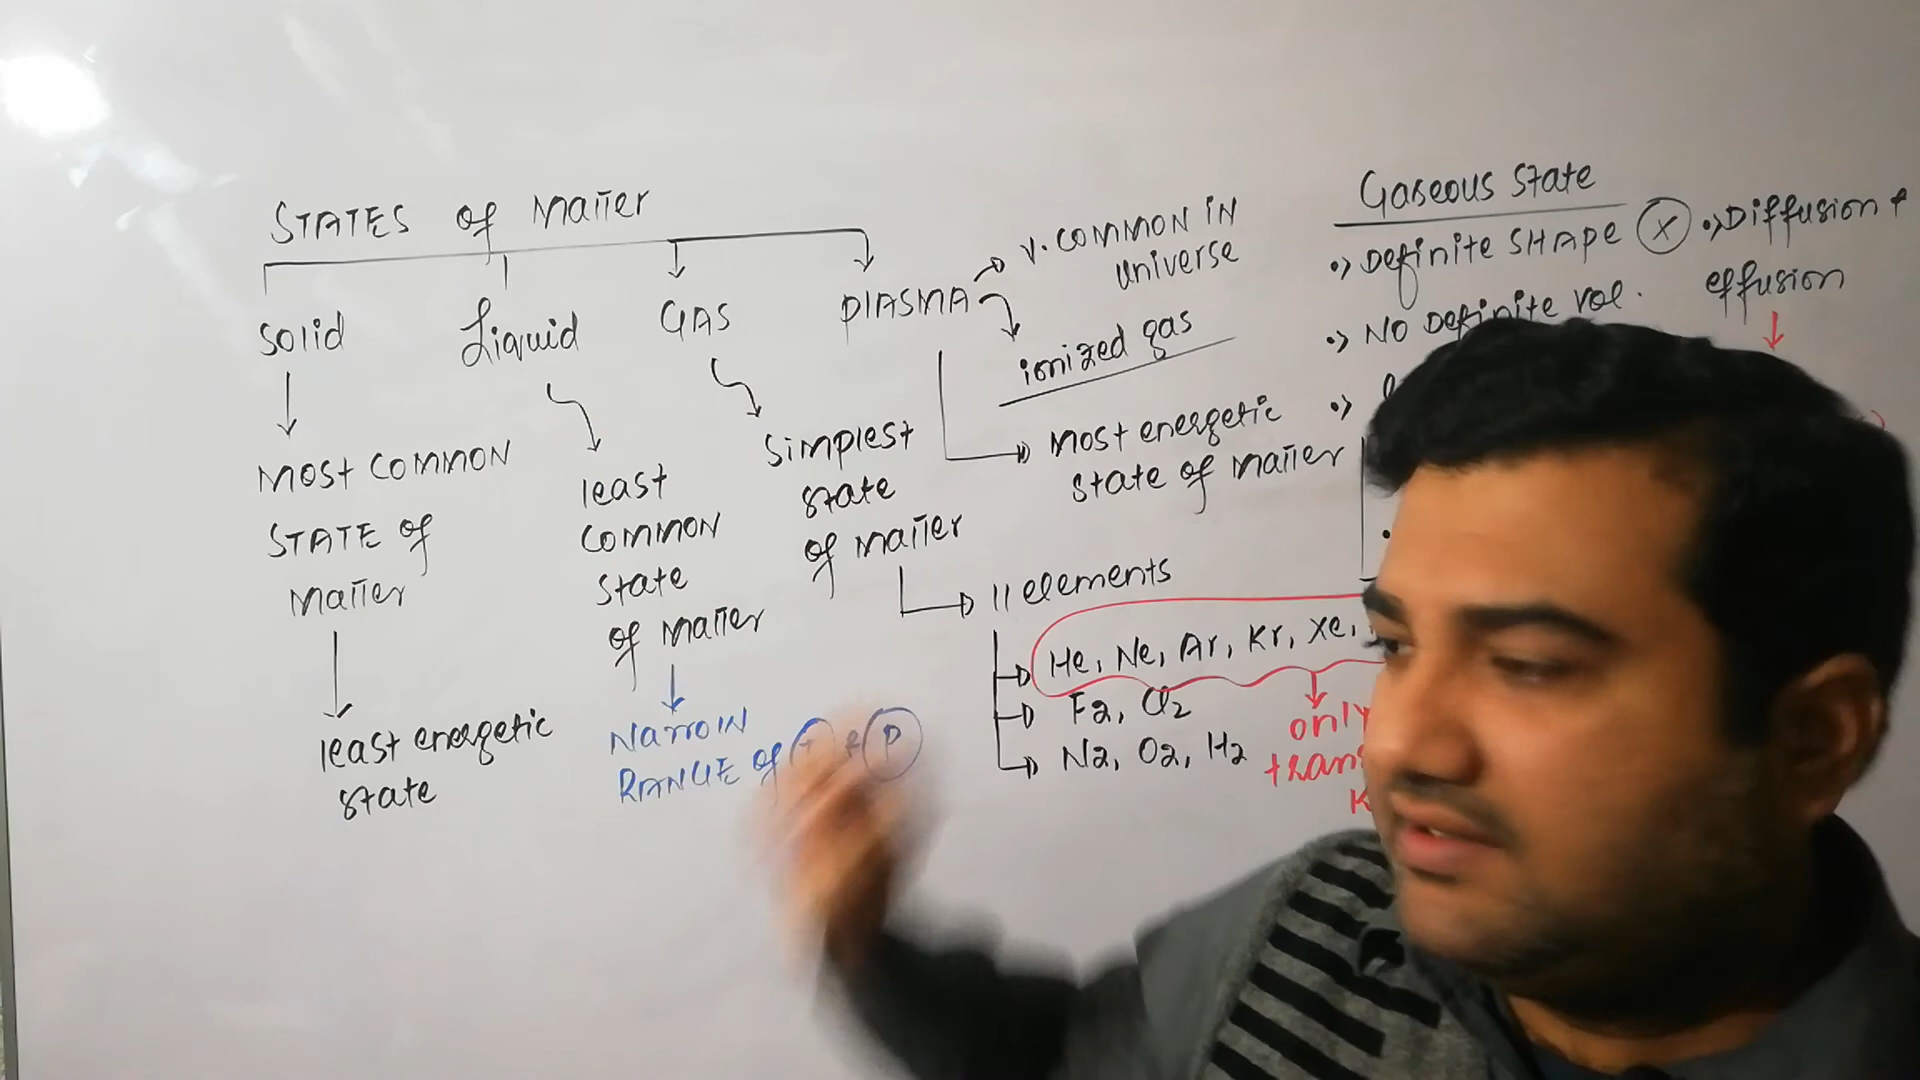 STATES of Matter
Solid
Liquid
GAS
PlASMA
Most COMMON
STATE of
Matter
least energetic
state
least
COMMON
state
of Matter
Narrow
RANGE of T & P
Simplest
state
of matter
V. COMMON IN
universe
ionized gas
most energetic
state of matter
11 elements
He, Ne, Ar, Kr, Xe,
F2, Cl2
N2, O2, H2
only
Gaseous state
•) Definite SHAPE X
•) NO Definite vol.
•)
•) Diffusion &
effusion